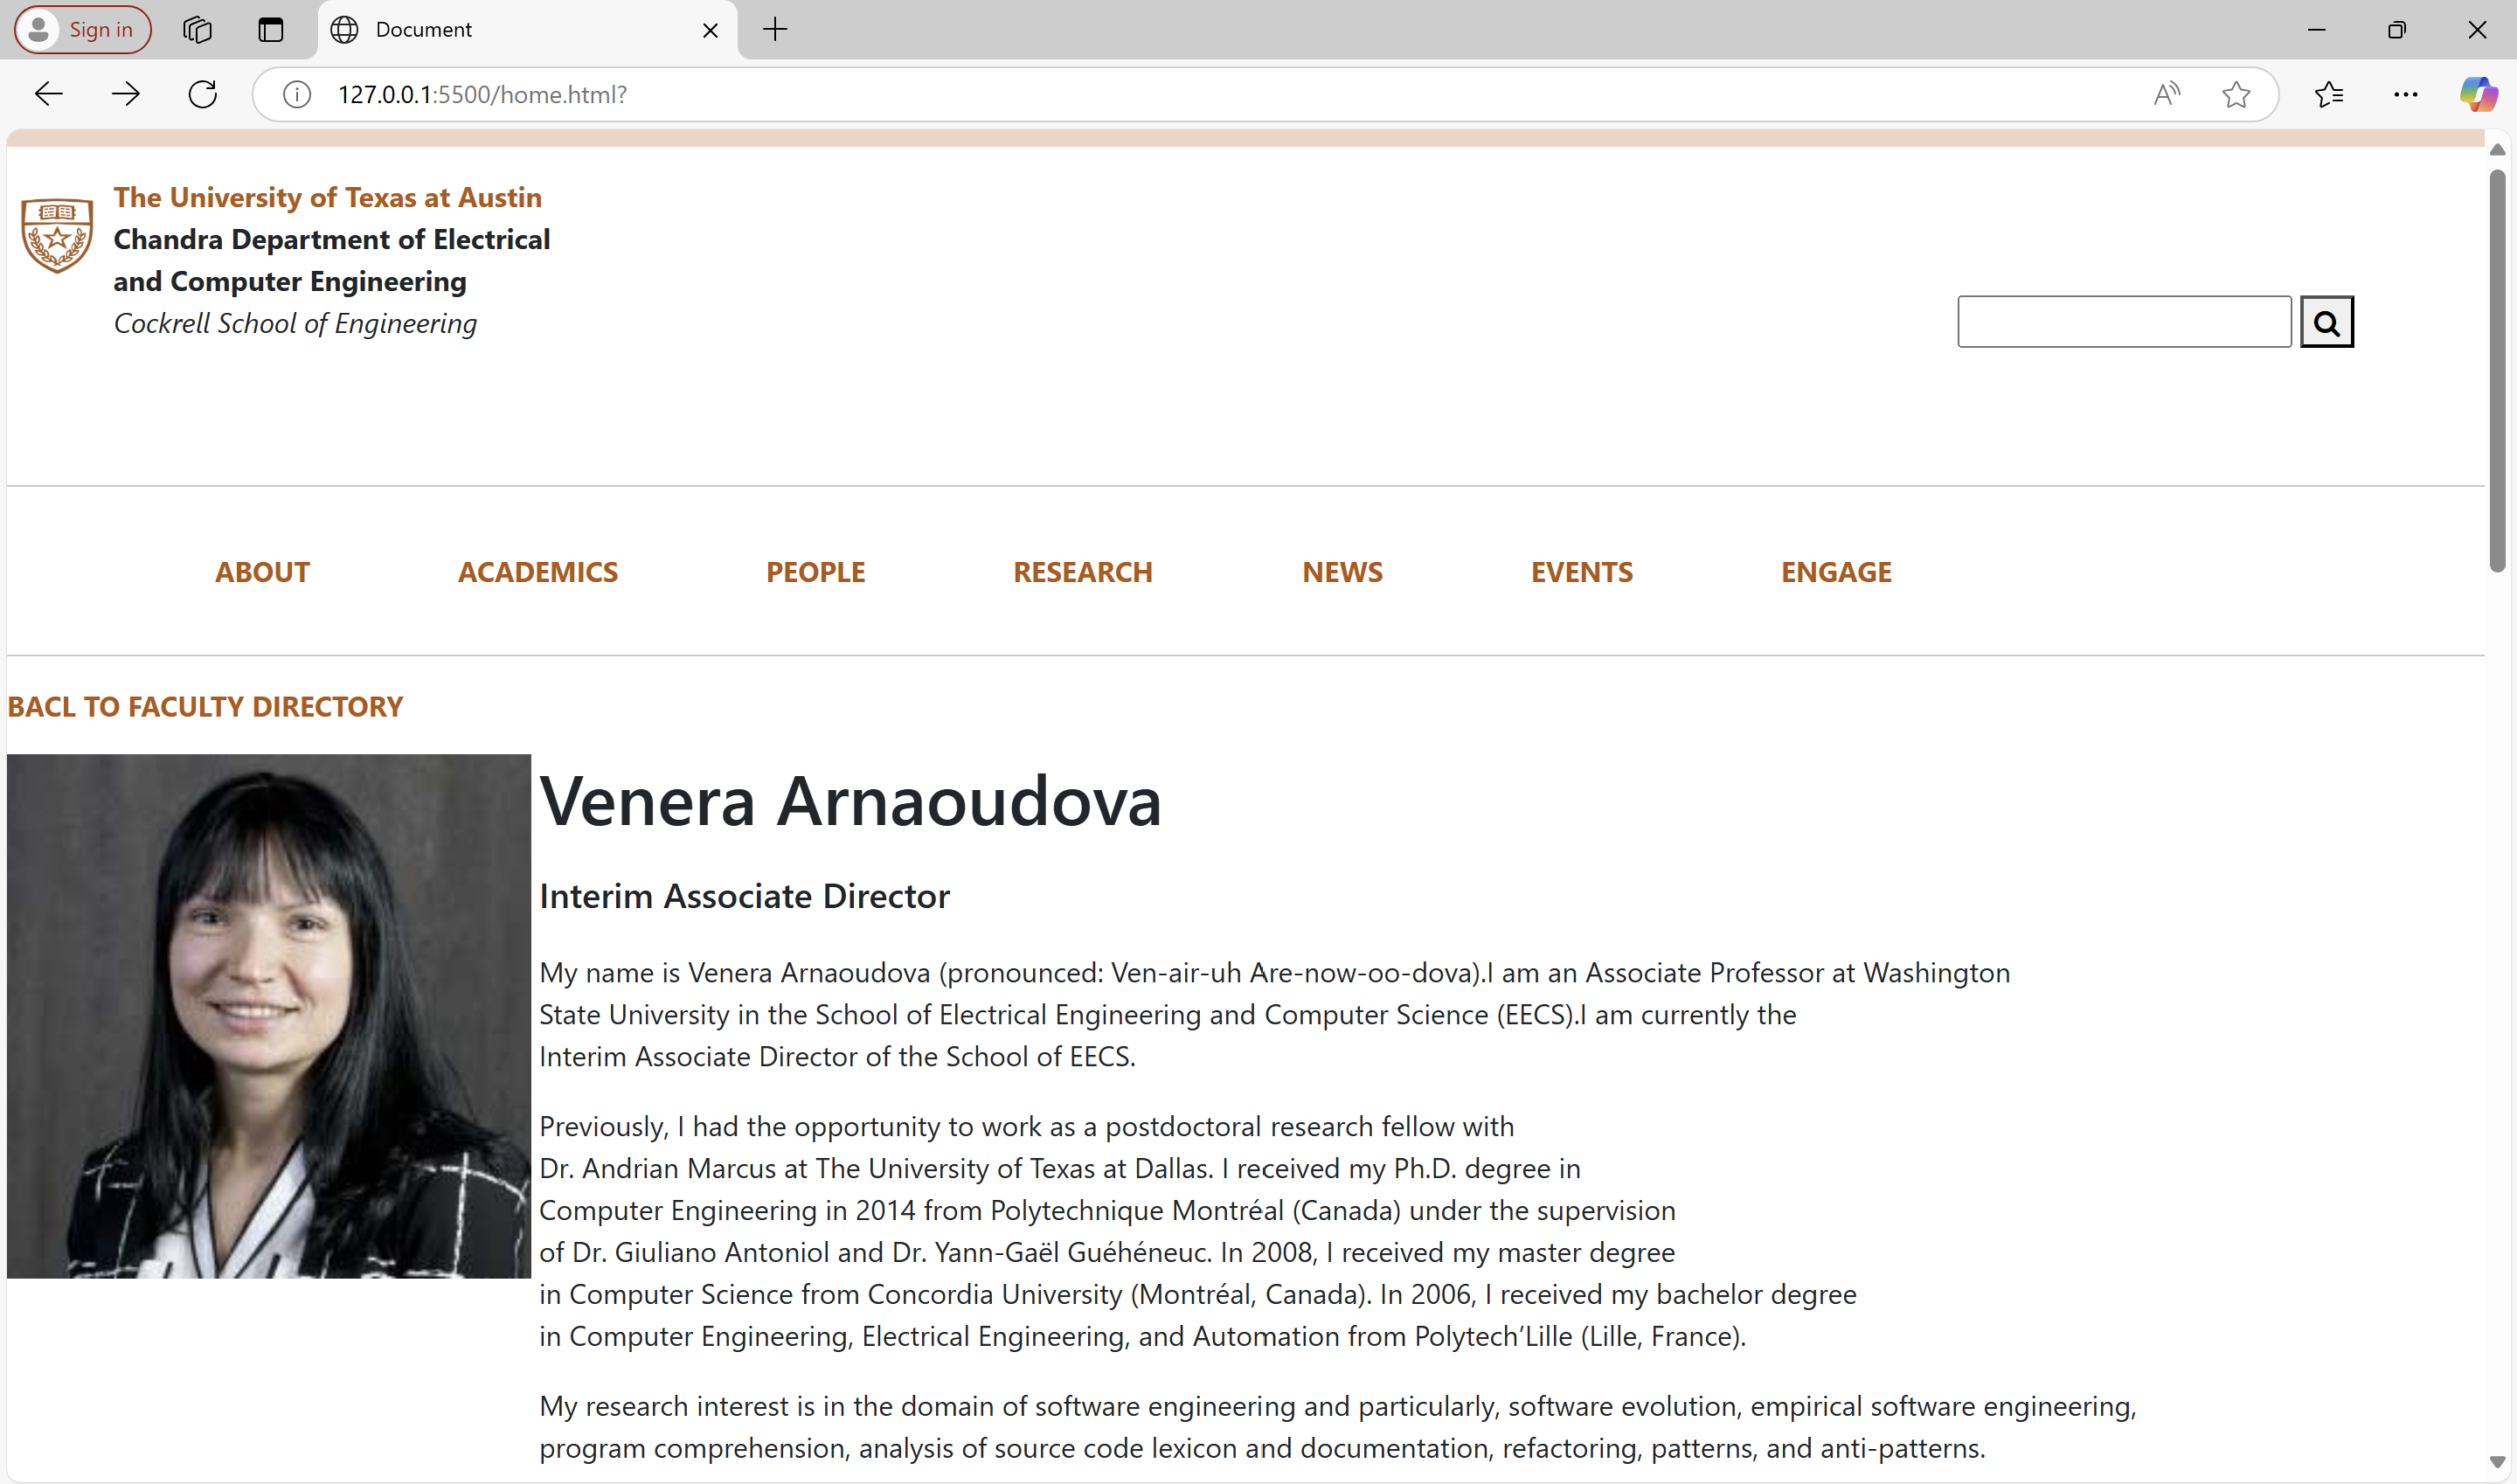 Sign in
Document
127.0.0.1:5500/home.html?
The University of Texas at Austin
Chandra Department of Electrical
and Computer Engineering
Cockrell School of Engineering
ABOUT ACADEMICS PEOPLE RESEARCH NEWS EVENTS ENGAGE
BACL TO FACULTY DIRECTORY
Venera Arnaoudova
Interim Associate Director
My name is Venera Arnaoudova (pronounced: Ven-air-uh Are-now-oo-dova).I am an Associate Professor at Washington
State University in the School of Electrical Engineering and Computer Science (EECS).I am currently the
Interim Associate Director of the School of EECS.
Previously, I had the opportunity to work as a postdoctoral research fellow with
Dr. Andrian Marcus at The University of Texas at Dallas. I received my Ph.D. degree in
Computer Engineering in 2014 from Polytechnique Montréal (Canada) under the supervision
of Dr. Giuliano Antoniol and Dr. Yann-Gaël Guéhéneuc. In 2008, I received my master degree
in Computer Science from Concordia University (Montréal, Canada). In 2006, I received my bachelor degree
in Computer Engineering, Electrical Engineering, and Automation from Polytech’Lille (Lille, France).
My research interest is in the domain of software engineering and particularly, software evolution, empirical software engineering,
program comprehension, analysis of source code lexicon and documentation, refactoring, patterns, and anti-patterns.